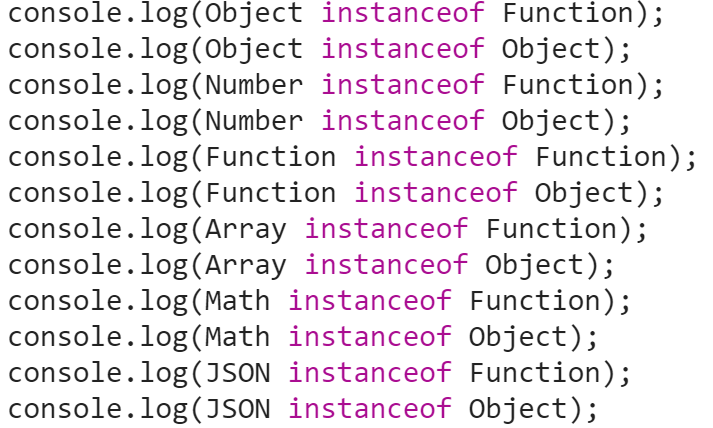 console.log(Object instanceof Function);
console.log(Object instanceof Object);
console.log(Number instanceof Function);
console.log(Number instanceof Object);
console.log(Function instanceof Function);
console.log(Function instanceof Object);
console.log(Array instanceof Function);
console.log(Array instanceof Object);
console.log(Math instanceof Function);
console.log(Math instanceof Object);
console.log(JSON instanceof Function);
console.log(JSON instanceof Object);